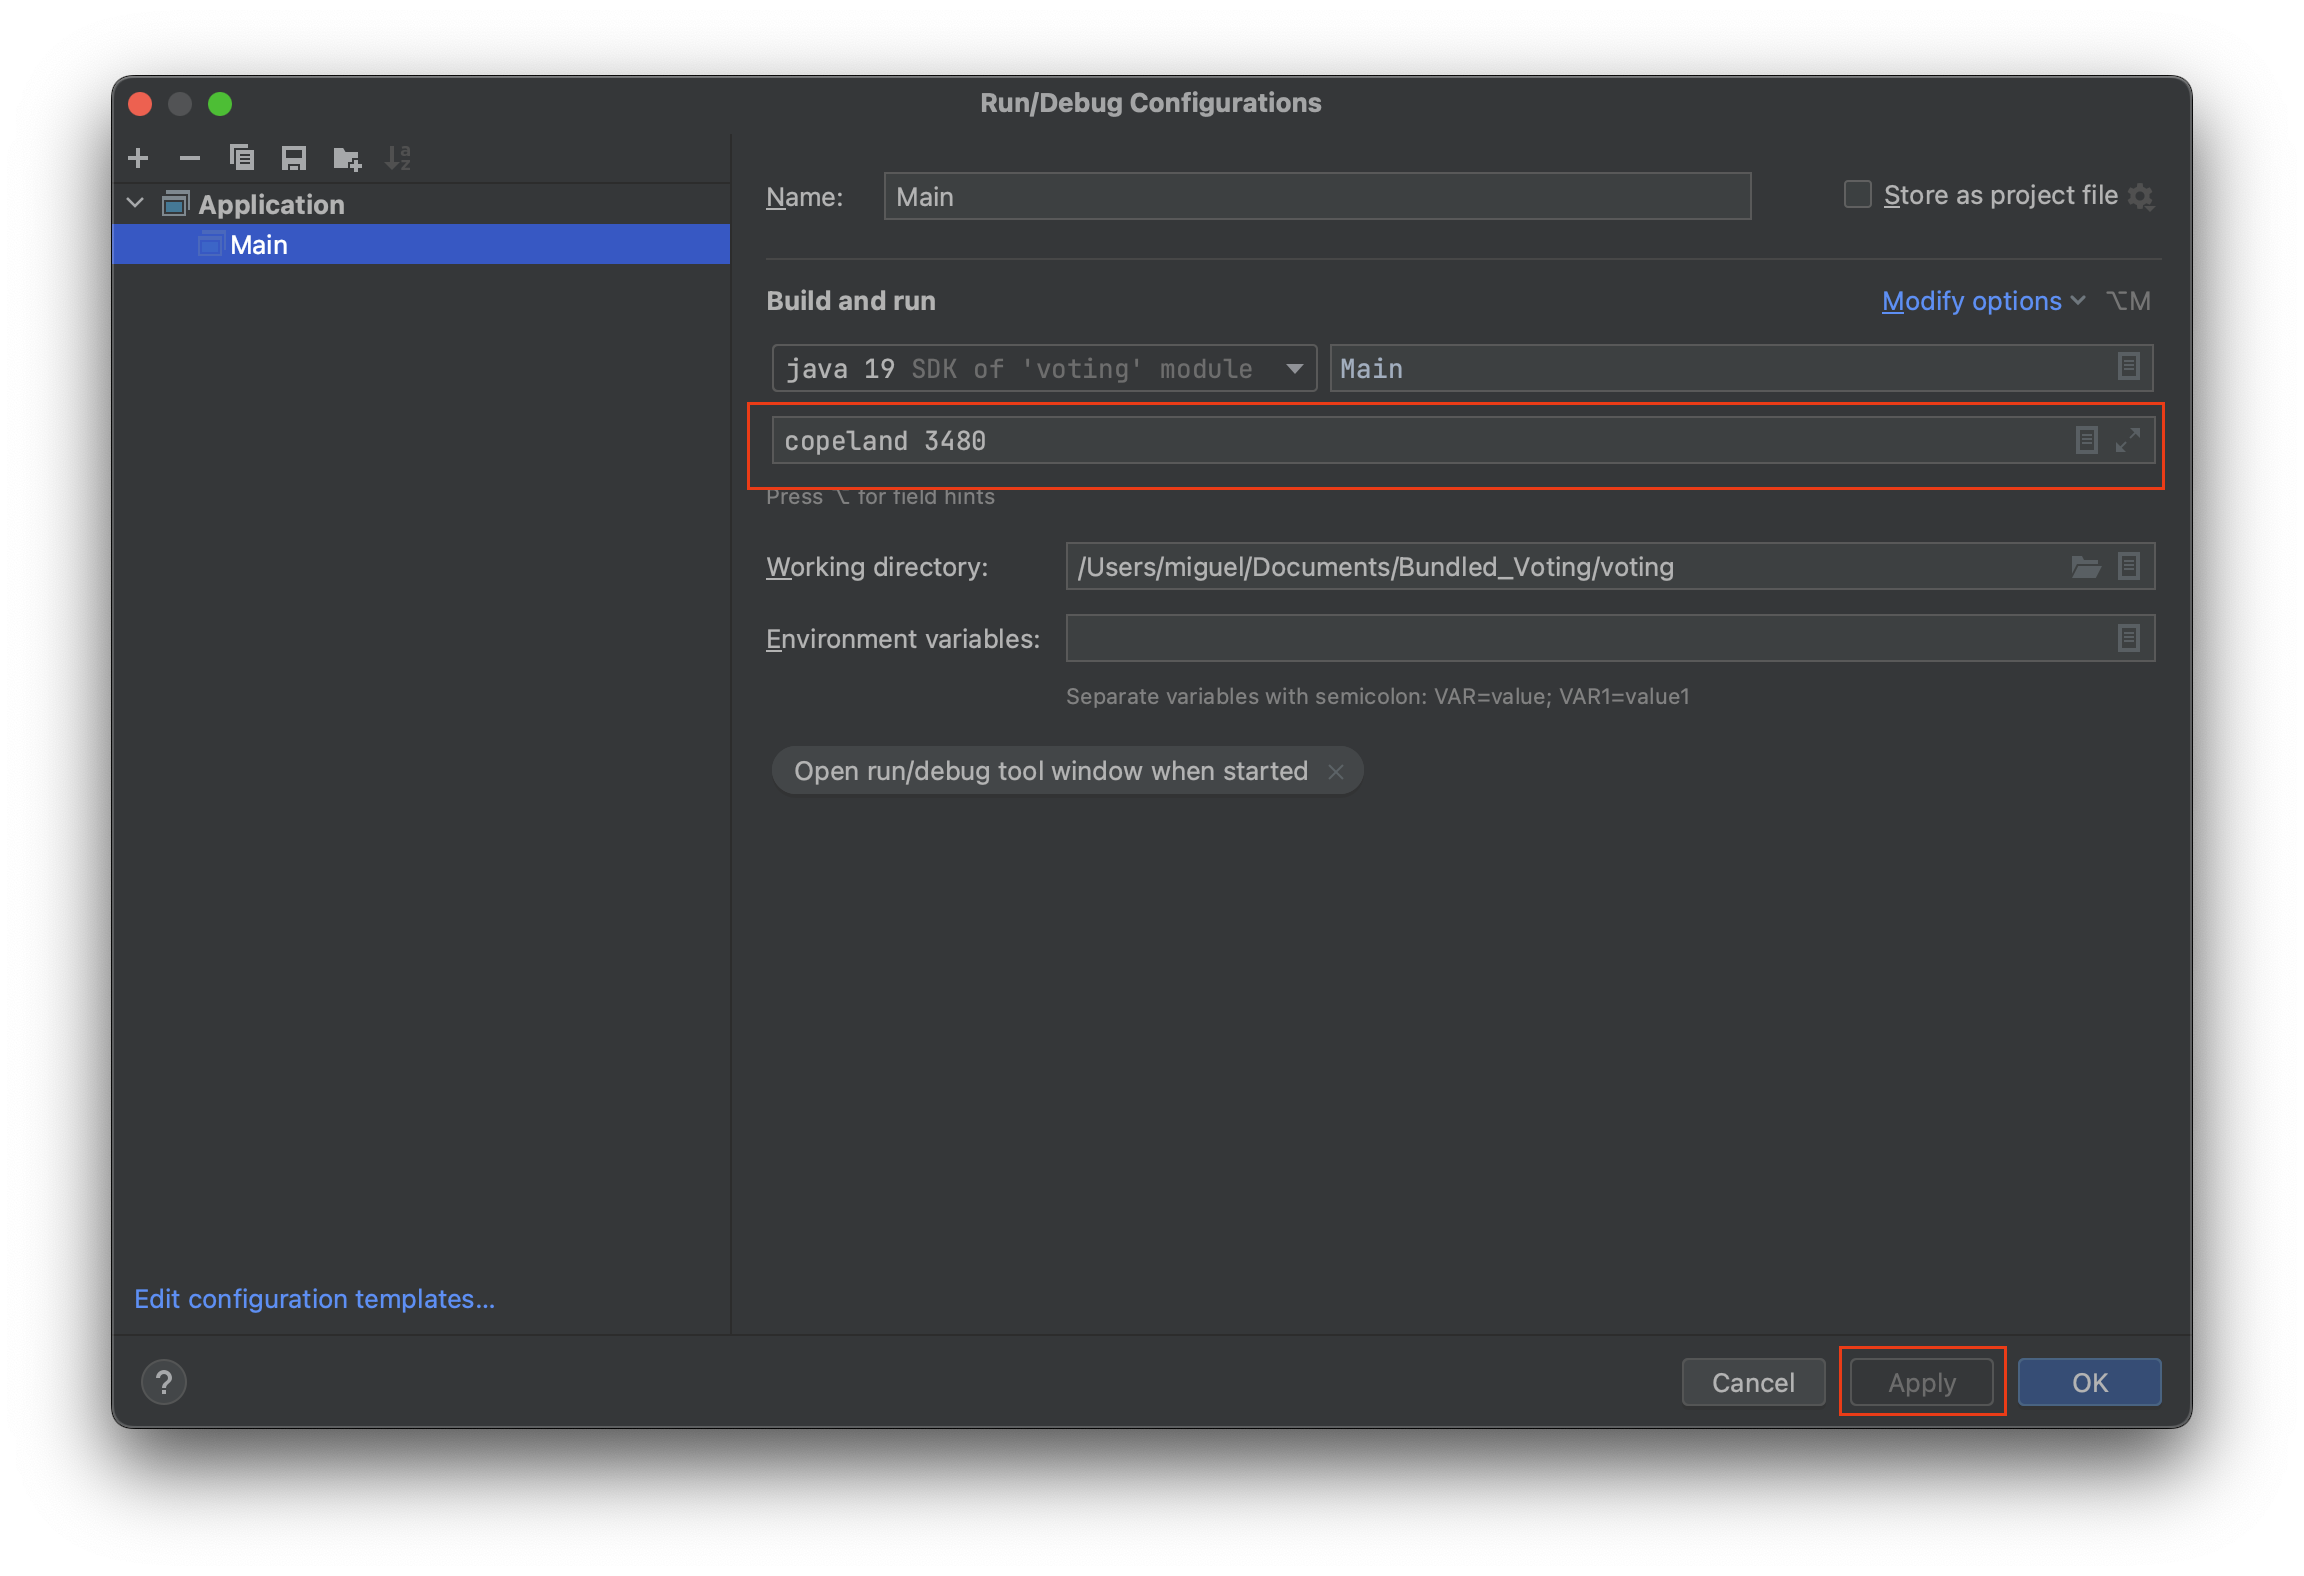 Run/Debug Configurations
Application
Main
Edit configuration templates...
?
Name: Main
Store as project file
Build and run
Modify options ⌥M
java 19 SDK of 'voting' module
Main
copeland 3480
Press ⌥ for field hints
Working directory: /Users/miguel/Documents/Bundled_Voting/voting
Environment variables:
Separate variables with semicolon: VAR=value; VAR1=value1
Open run/debug tool window when started
Cancel
Apply
OK